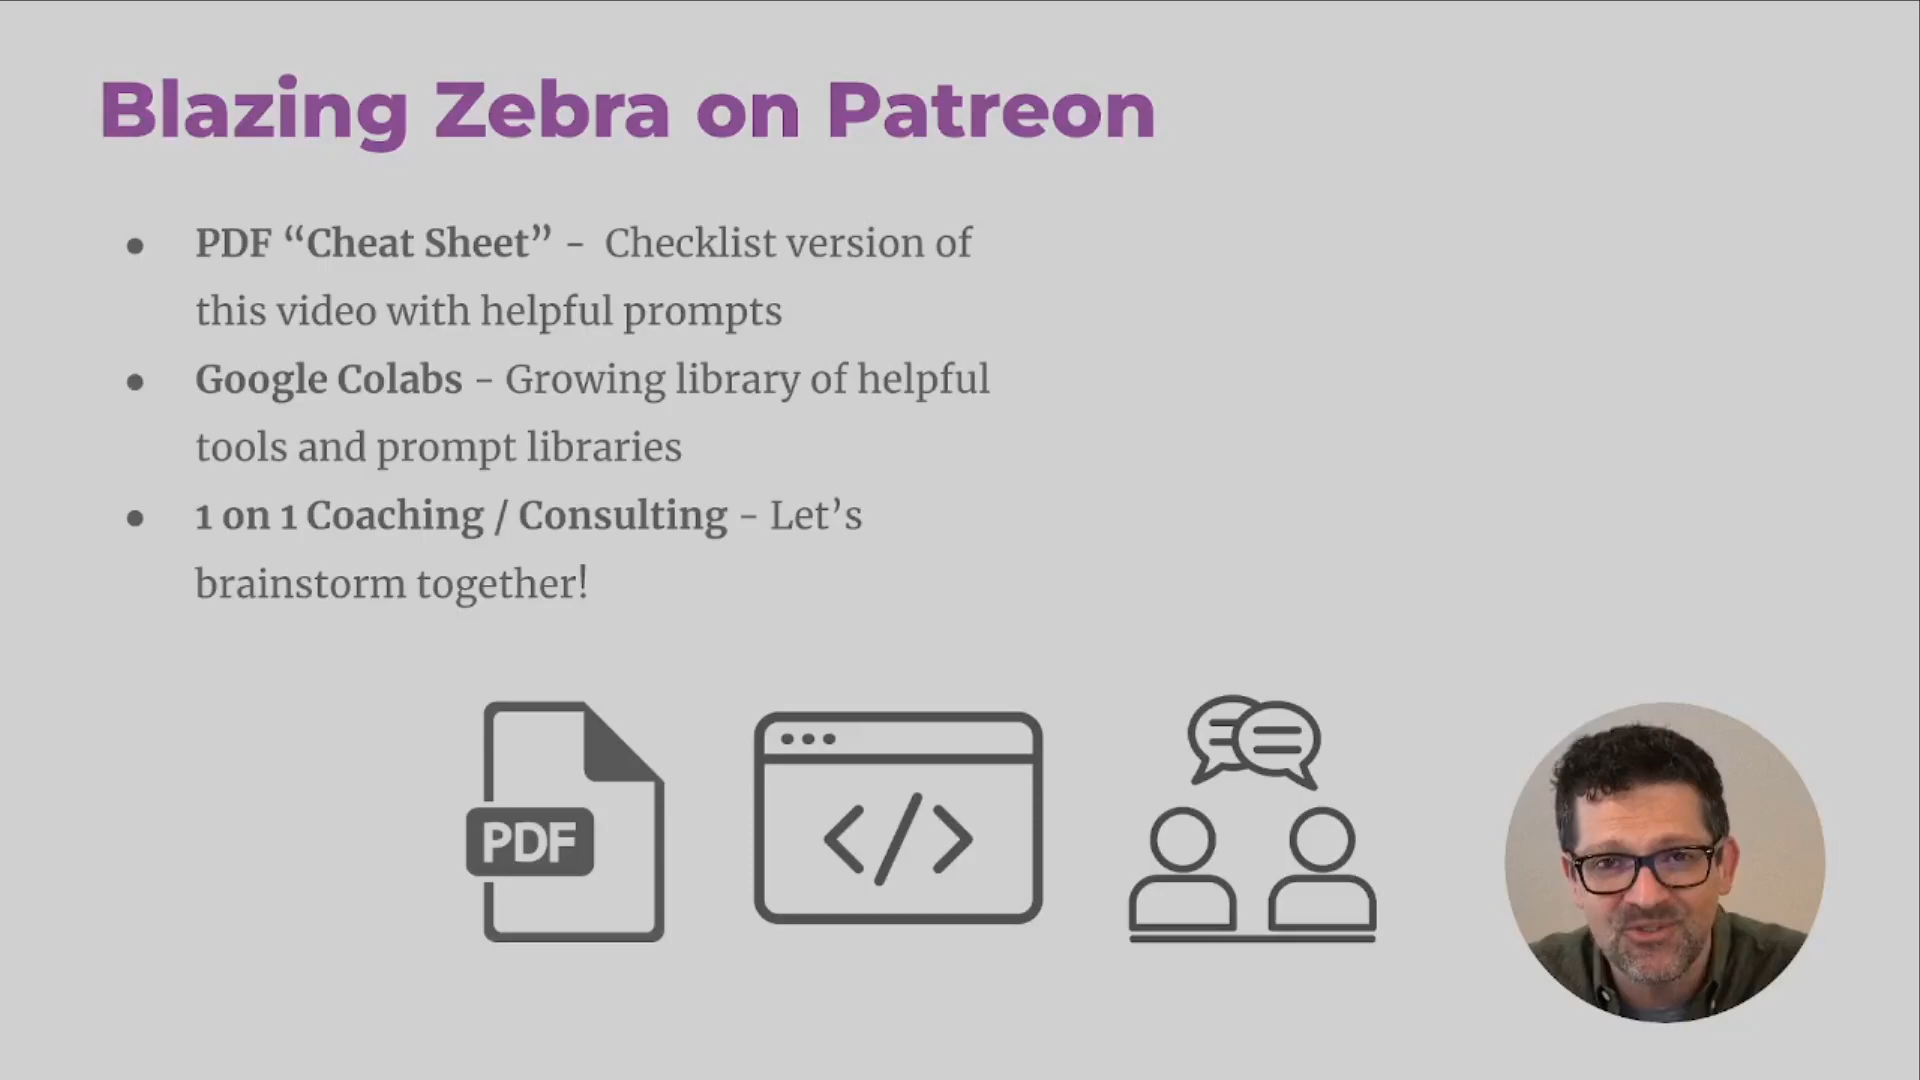 Blazing Zebra on Patreon
● PDF “Cheat Sheet” - Checklist version of
this video with helpful prompts
● Google Colabs - Growing library of helpful
tools and prompt libraries
● 1 on 1 Coaching / Consulting - Let’s
brainstorm together!
PDF